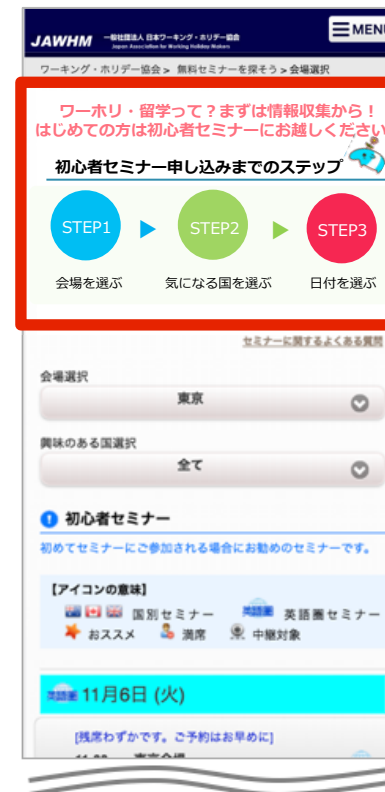 JAWHM 一般社団法人 日本ワーキング・ホリデー協会
Japan Association for Working Holiday Makers
MENU
ワーキング・ホリデー協会 > 無料セミナーを探そう > 会場選択
ワーホリ・留学って？まずは情報収集から！
はじめての方は初心者セミナーにお越しください
初心者セミナー申し込みまでのステップ
STEP1 STEP2 STEP3
会場を選ぶ 気になる国を選ぶ 日付を選ぶ
セミナーに関するよくある質問
会場選択
東京
興味のある国選択
全て
初心者セミナー
初めてセミナーにご参加される場合にお勧めのセミナーです。
【アイコンの意味】
国別セミナー 英語圏 英語圏セミナー
おススメ 満席 中継対象
英語圏 11月6日 (火)
[残席わずかです。ご予約はお早めに]